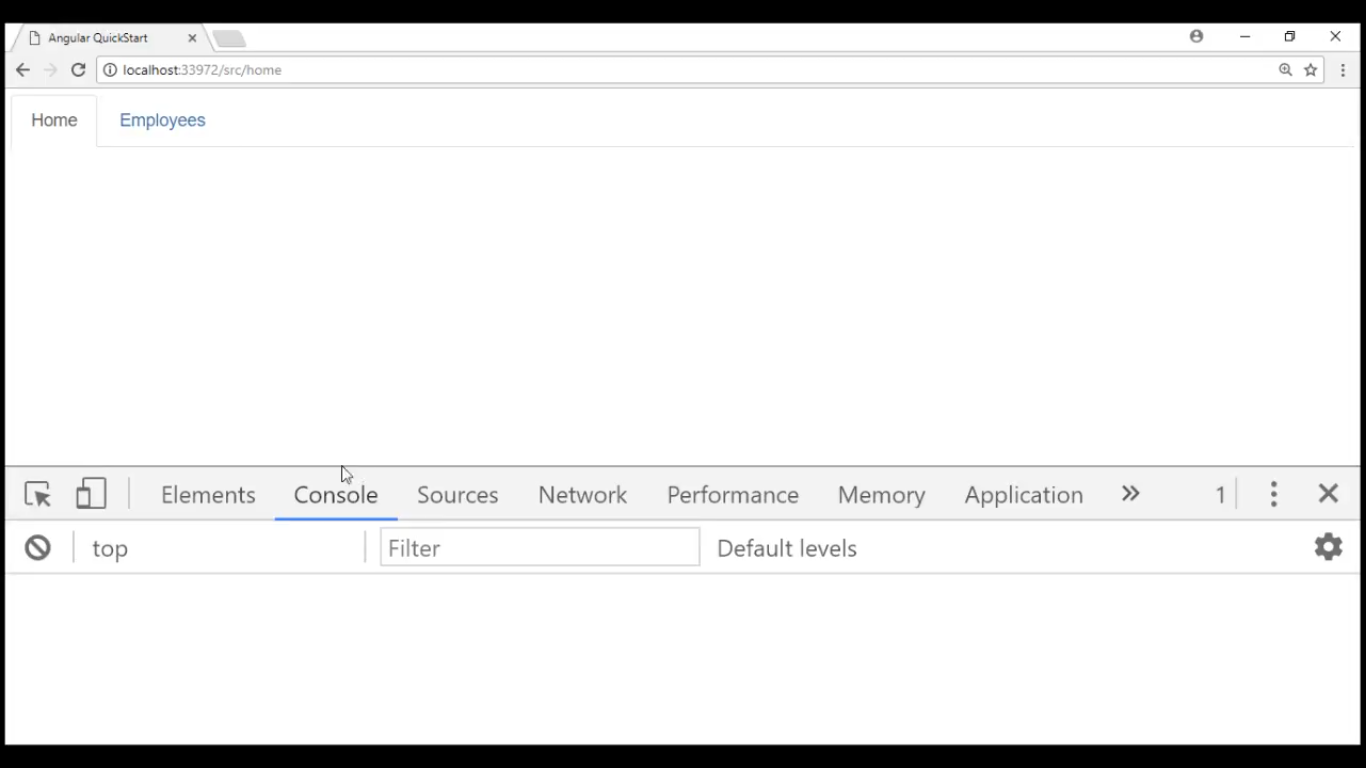 Angular QuickStart
localhost:33972/src/home
Home Employees
Elements Console Sources Network Performance Memory Application 1
top Filter Default levels